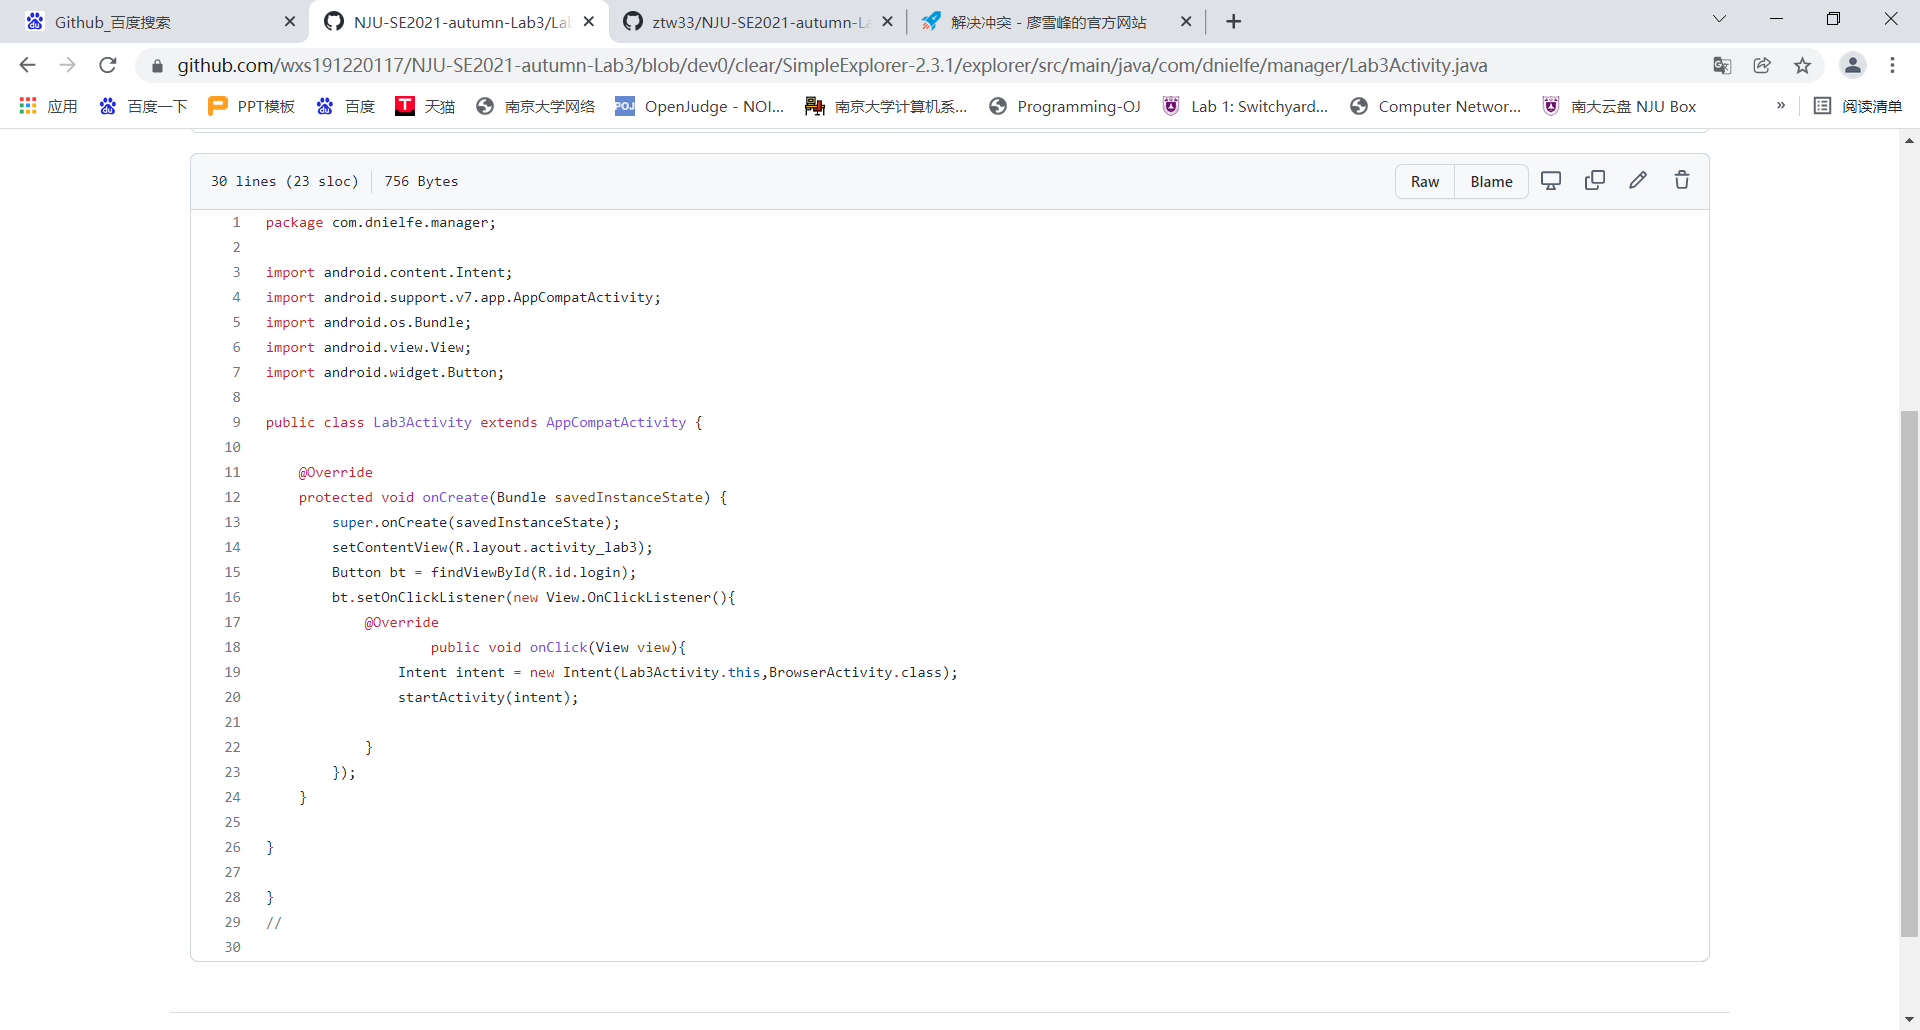 Github_百度搜索
NJU-SE2021-autumn-Lab3/La
ztw33/NJU-SE2021-autumn-L
解决冲突 - 廖雪峰的官方网站
github.com/wxs191220117/NJU-SE2021-autumn-Lab3/blob/dev0/clear/SimpleExplorer-2.3.1/explorer/src/main/java/com/dnielfe/manager/Lab3Activity.java
应用 百度一下 PPT模板 百度 天猫 南京大学网络 OpenJudge - NOI... 南京大学计算机系... Programming-OJ Lab 1: Switchyard... Computer Networ... 南大云盘 NJU Box » 阅读清单
30 lines (23 sloc) 756 Bytes Raw Blame
1 package com.dnielfe.manager;
2
3 import android.content.Intent;
4 import android.support.v7.app.AppCompatActivity;
5 import android.os.Bundle;
6 import android.view.View;
7 import android.widget.Button;
8
9 public class Lab3Activity extends AppCompatActivity {
10
11     @Override
12     protected void onCreate(Bundle savedInstanceState) {
13         super.onCreate(savedInstanceState);
14         setContentView(R.layout.activity_lab3);
15         Button bt = findViewById(R.id.login);
16         bt.setOnClickListener(new View.OnClickListener(){
17             @Override
18                     public void onClick(View view){
19                 Intent intent = new Intent(Lab3Activity.this,BrowserActivity.class);
20                 startActivity(intent);
21
22             }
23         });
24     }
25
26 }
27
28 }
29 //
30